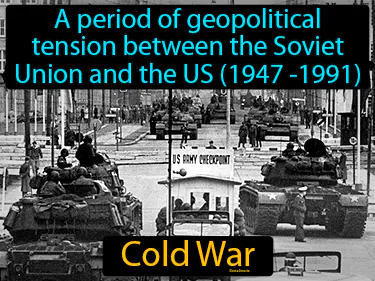 A period of geopolitical
tension between the Soviet
Union and the US (1947 -1991)
US ARMY CHECKPOINT
Cold War